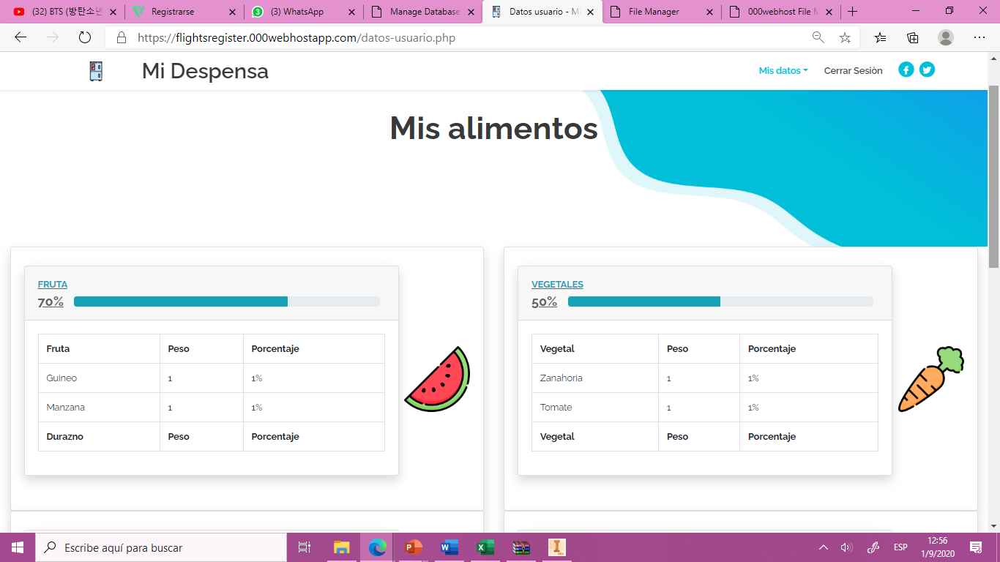 (32) BTS (방탄소년
Registrarse
(3) WhatsApp
Manage Database
Datos usuario - Mi
File Manager
000webhost File M
https://flightsregister.000webhostapp.com/datos-usuario.php
Mi Despensa
Mis datos
Cerrar Sesiòn
Mis alimentos
FRUTA
70%
Fruta Peso Porcentaje
Guineo 1 1%
Manzana 1 1%
Durazno Peso Porcentaje
VEGETALES
50%
Vegetal Peso Porcentaje
Zanahoria 1 1%
Tomate 1 1%
Vegetal Peso Porcentaje
Escribe aquí para buscar
ESP
12:56
1/9/2020